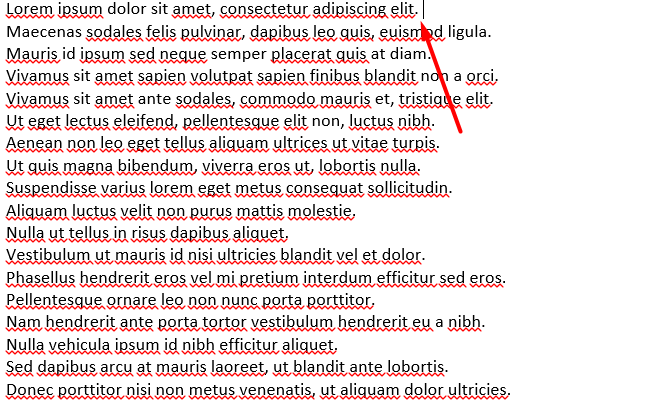 Lorem ipsum dolor sit amet, consectetur adipiscing elit.
Maecenas sodales felis pulvinar, dapibus leo quis, euismod ligula.
Mauris id ipsum sed neque semper placerat quis at diam.
Vivamus sit amet sapien volutpat sapien finibus blandit non a orci.
Vivamus sit amet ante sodales, commodo mauris et, tristique elit.
Ut eget lectus eleifend, pellentesque elit non, luctus nibh.
Aenean non leo eget tellus aliquam ultrices ut vitae turpis.
Ut quis magna bibendum, viverra eros ut, lobortis nulla.
Suspendisse varius lorem eget metus consequat sollicitudin.
Aliquam luctus velit non purus mattis molestie.
Nulla ut tellus in risus dapibus aliquet.
Vestibulum ut mauris id nisi ultricies blandit vel et dolor.
Phasellus hendrerit eros vel mi pretium interdum efficitur sed eros.
Pellentesque ornare leo non nunc porta porttitor.
Nam hendrerit ante porta tortor vestibulum hendrerit eu a nibh.
Nulla vehicula ipsum id nibh efficitur aliquet.
Sed dapibus arcu at mauris laoreet, ut blandit ante lobortis.
Donec porttitor nisi non metus venenatis, ut aliquam dolor ultricies.